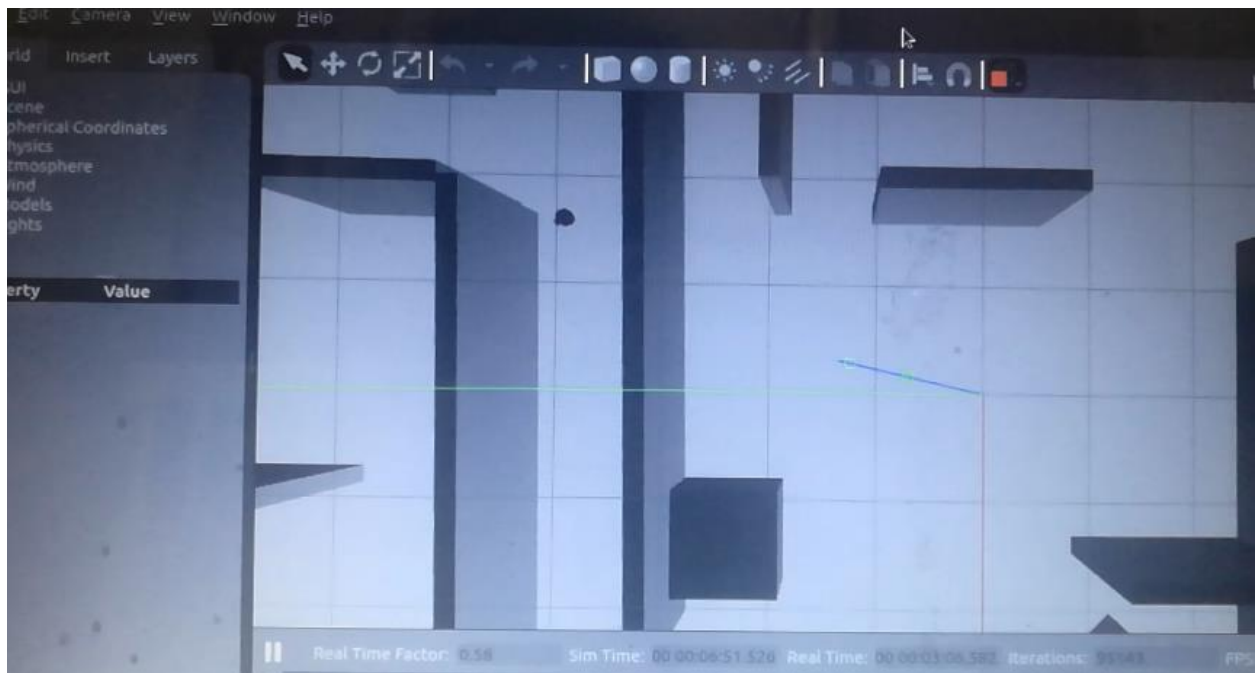 Edit Camera View Window Help
rld Insert Layers
UI
cene
pherical Coordinates
hysics
tmosphere
ind
odels
ghts
erty Value
Real Time Factor: 0.58 Sim Time: 00 00:06:51.526 Real Time: 00 00:03:06.582 Iterations: FPS